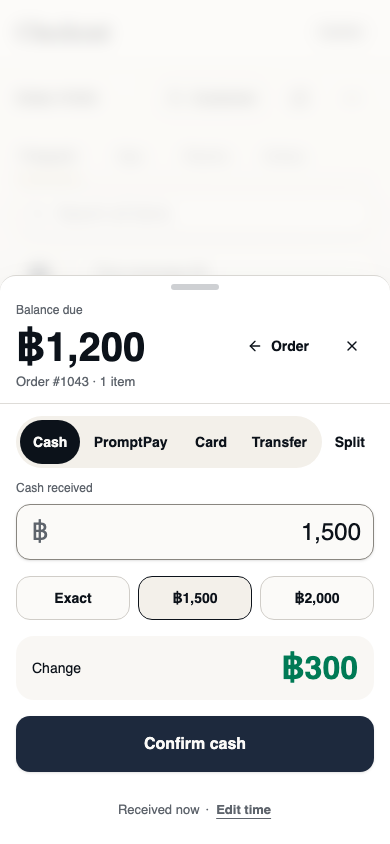 Balance due
฿1,200
← Order ×
Order #1043 · 1 item
Cash PromptPay Card Transfer Split
Cash received
฿ 1,500
Exact ฿1,500 ฿2,000
Change ฿300
Confirm cash
Received now · Edit time